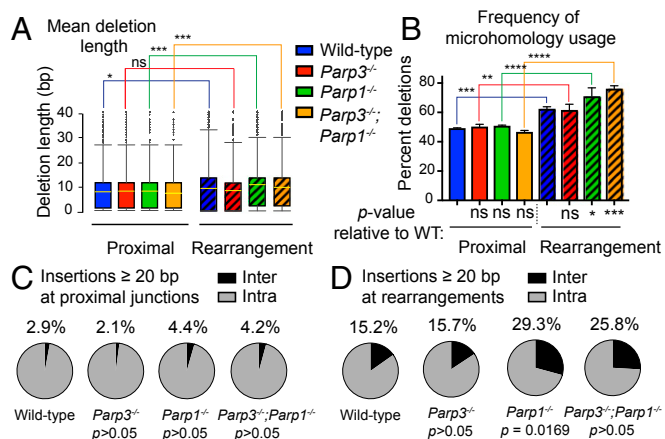 A
Mean deletion
length
***
***
ns
*
Deletion length (bp)
40
30
20
10
0
Proximal
Rearrangement
Wild-type
Parp3-/-
Parp1-/-
Parp3-/-;
Parp1-/-
B
Frequency of
microhomology usage
****
****
**
***
Percent deletions
80
60
40
20
0
p-value
relative to WT:
ns ns ns ns * ***
Proximal
Rearrangement
C
Insertions ≥ 20 bp
at proximal junctions
Inter
Intra
2.9% 2.1% 4.4% 4.2%
Wild-type Parp3-/- Parp1-/- Parp3-/-;Parp1-/-
p>0.05 p>0.05 p>0.05
D
Insertions ≥ 20 bp
at rearrangements
Inter
Intra
15.2% 15.7% 29.3% 25.8%
Wild-type Parp3-/- Parp1-/- Parp3-/-;Parp1-/-
p>0.05 p = 0.0169 p>0.05